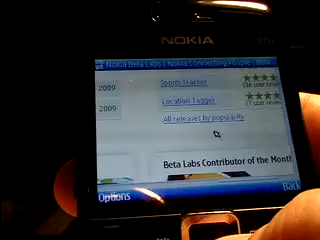 NOKIA
Nokia Beta Labs | Nokia Connecting People - Beta
Sports Tracker
2009
Location Tagger
2009
All releases by popularity
Beta Labs Contributor of the Month
Options
Back